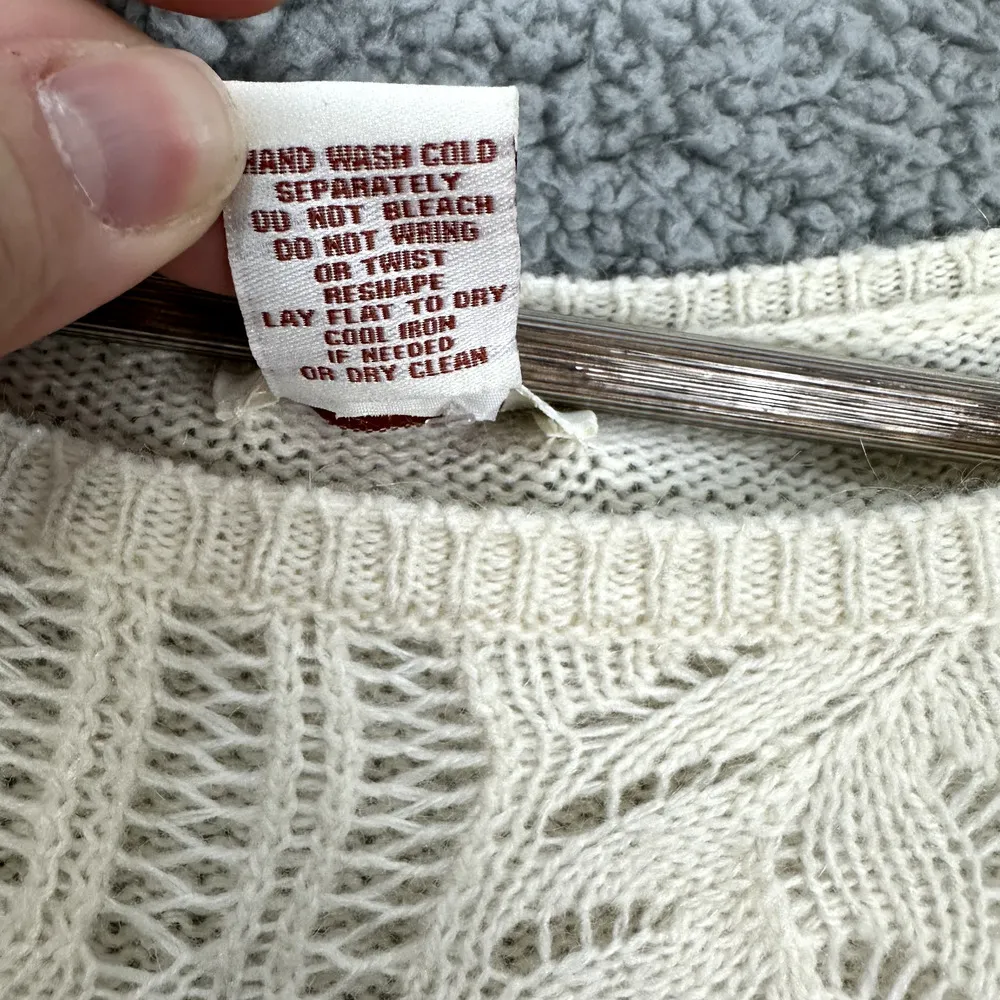 HAND WASH COLD
SEPARATELY
DO NOT BLEACH
DO NOT WRING
OR TWIST
RESHAPE
LAY FLAT TO DRY
COOL IRON
IF NEEDED
OR DRY CLEAN